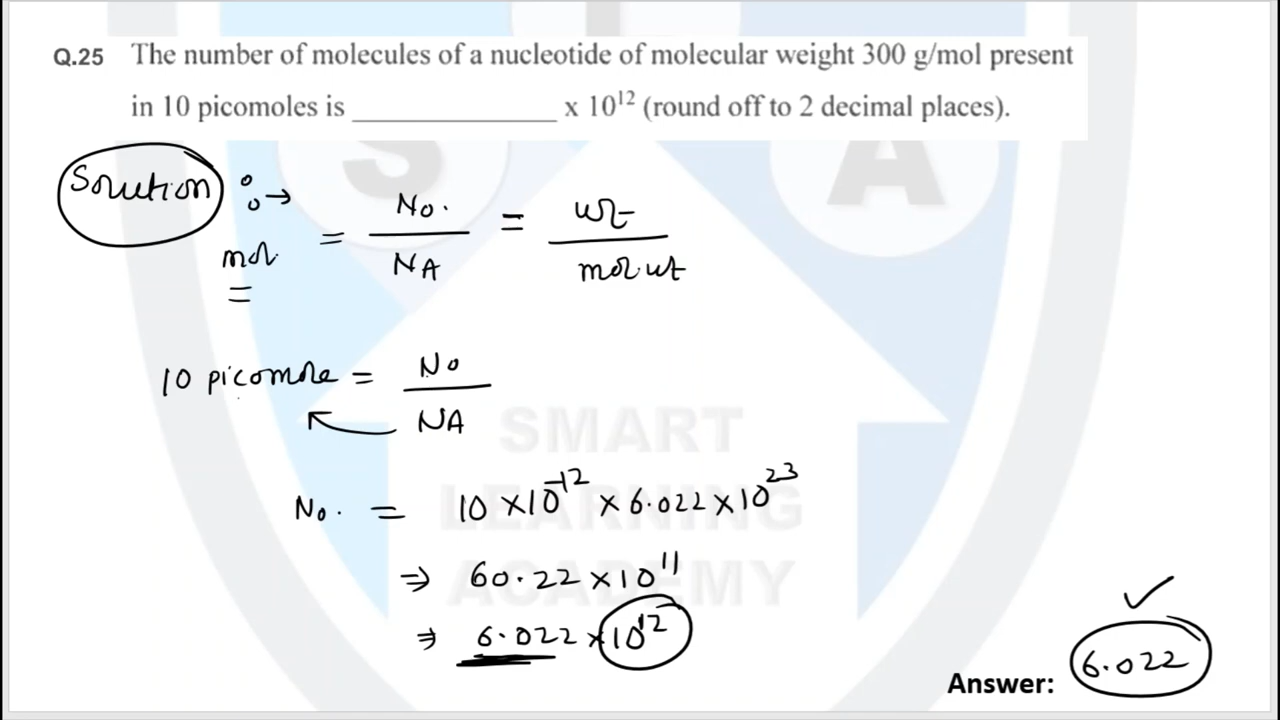 Q.25 The number of molecules of a nucleotide of molecular weight 300 g/mol present
in 10 picomoles is ______________ x 10¹² (round off to 2 decimal places).
S A
Solution :→
mol = No. / NA = wt / mol wt
10 picomole = No / NA
SMART
No. = 10 × 10⁻¹² × 6.022 × 10²³
LEARNING
⇒ 60.22 × 10¹¹
ACADEMY
⇒ 6.022 × 10¹²
Answer: 6.022